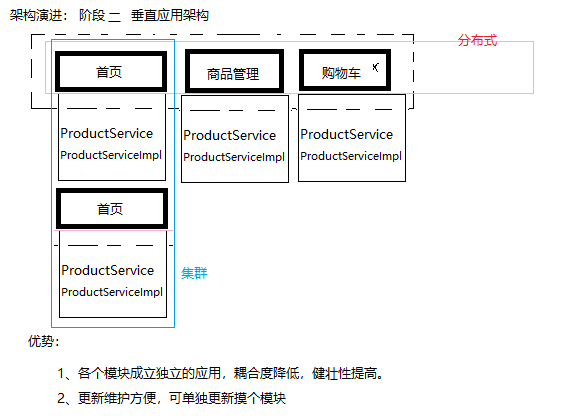 架构演进： 阶段 二 垂直应用架构
分布式
首页
商品管理
购物车
ProductService
ProductServiceImpl
ProductService
ProductServiceImpl
ProductService
ProductServiceImpl
首页
ProductService
ProductServiceImpl
集群
优势：
1、各个模块成立独立的应用，耦合度降低，健壮性提高。
2、更新维护方便，可单独更新摸个模块